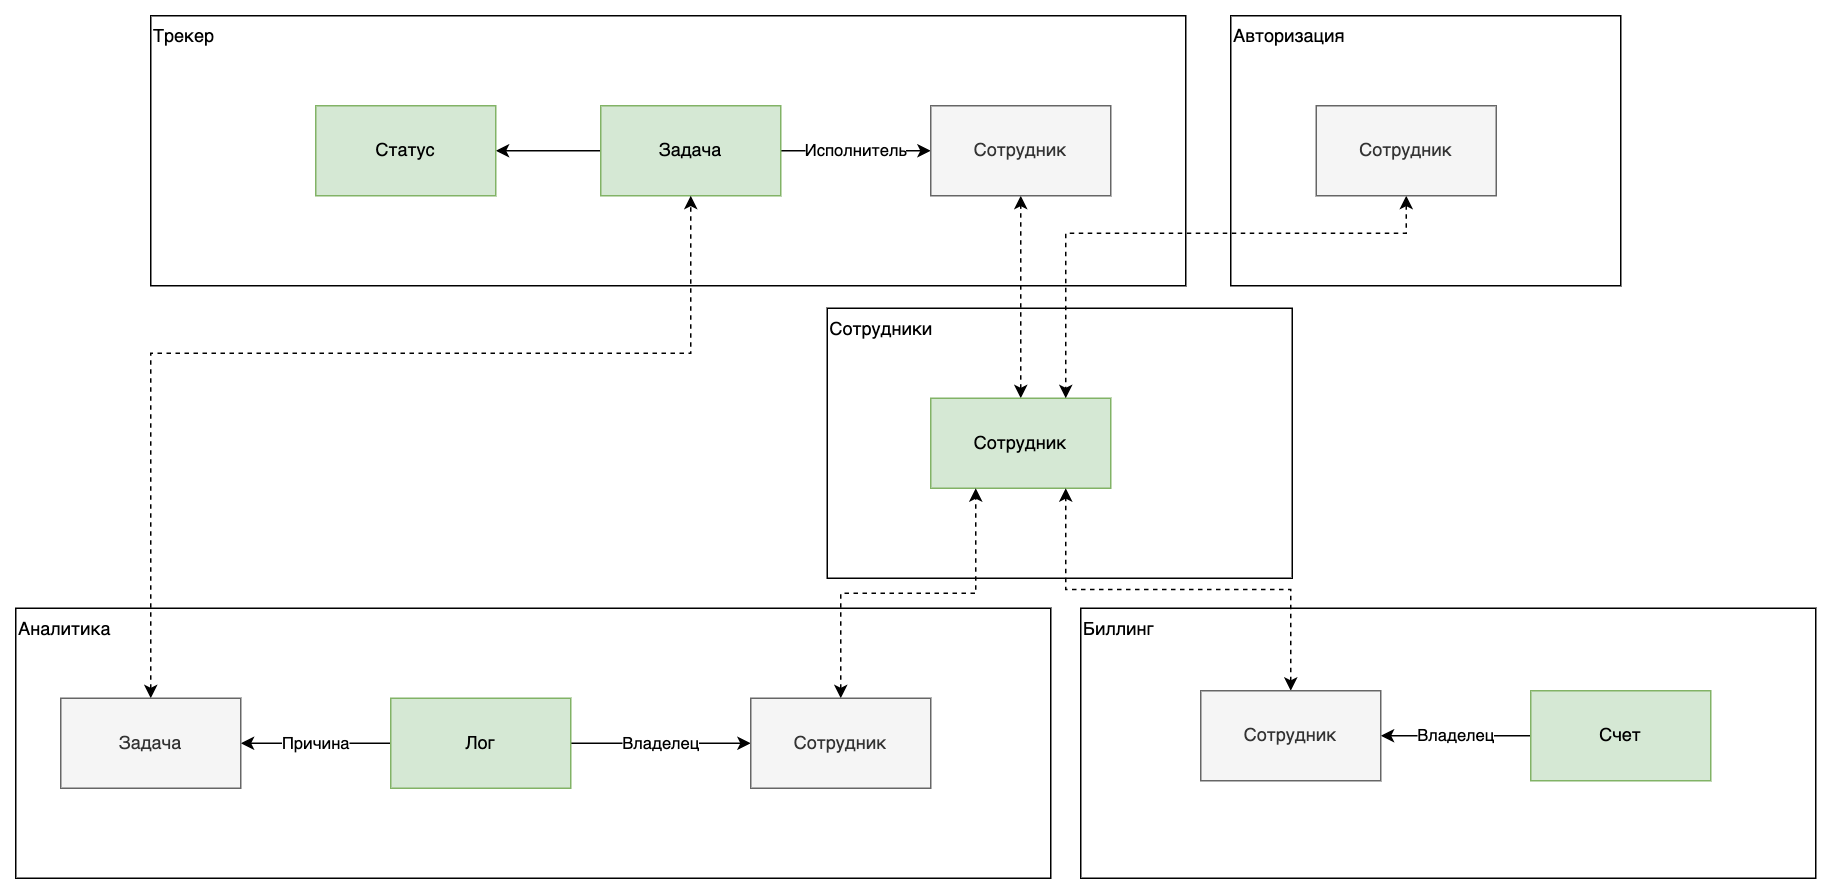 Трекер
Авторизация
Статус
Задача
Исполнитель
Сотрудник
Сотрудник
Сотрудники
Сотрудник
Аналитика
Биллинг
Задача
Причина
Лог
Владелец
Сотрудник
Сотрудник
Владелец
Счет